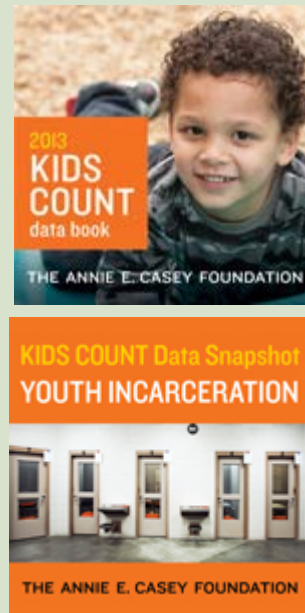 2013
KIDS
COUNT
data book
THE ANNIE E. CASEY FOUNDATION
KIDS COUNT Data Snapshot
YOUTH INCARCERATION
THE ANNIE E. CASEY FOUNDATION